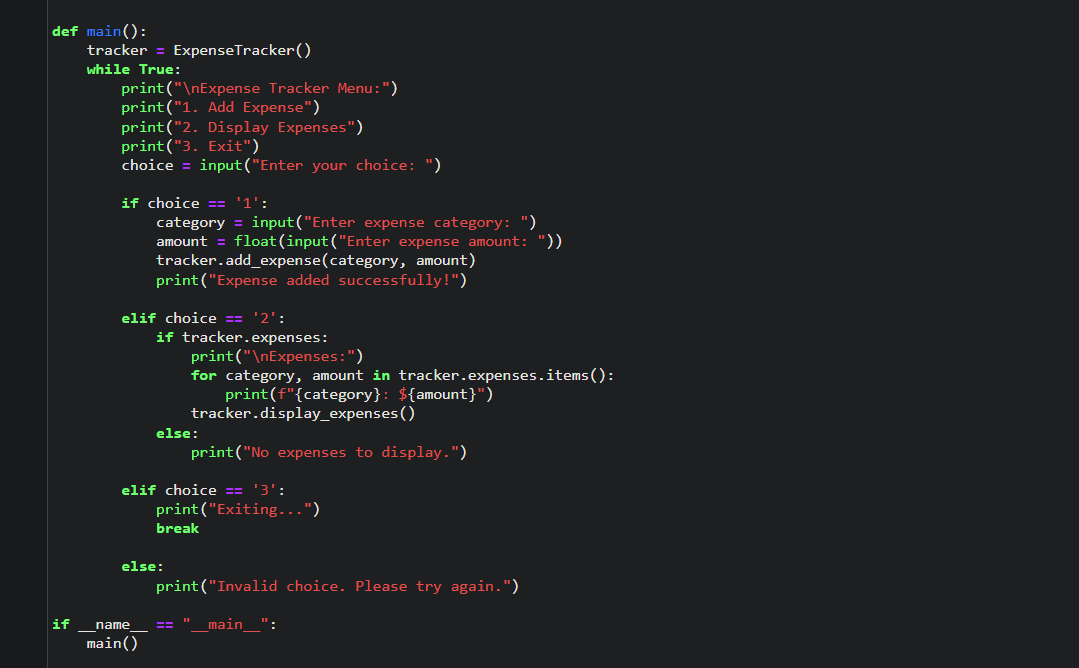 def main():
    tracker = ExpenseTracker()
    while True:
        print("\nExpense Tracker Menu:")
        print("1. Add Expense")
        print("2. Display Expenses")
        print("3. Exit")
        choice = input("Enter your choice: ")

        if choice == '1':
            category = input("Enter expense category: ")
            amount = float(input("Enter expense amount: "))
            tracker.add_expense(category, amount)
            print("Expense added successfully!")

        elif choice == '2':
            if tracker.expenses:
                print("\nExpenses:")
                for category, amount in tracker.expenses.items():
                    print(f"{category}: ${amount}")
                tracker.display_expenses()
            else:
                print("No expenses to display.")

        elif choice == '3':
            print("Exiting...")
            break

        else:
            print("Invalid choice. Please try again.")

if __name__ == "__main__":
    main()